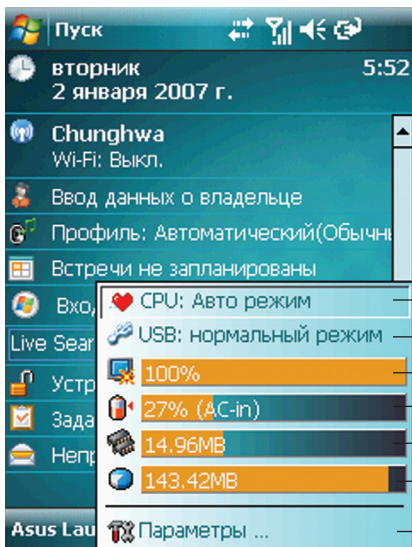 Пуск
вторник 5:52
2 января 2007 г.
Chunghwa
Wi-Fi: Выкл.
Ввод данных о владельце
Профиль: Автоматический(Обычн
Встречи не запланированы
Вхо
CPU: Авто режим
Live Sear
USB: нормальный режим
Устр
100%
Зада
27% (AC-in)
Непр
14.96MB
143.42MB
Asus Lau
Параметры ...